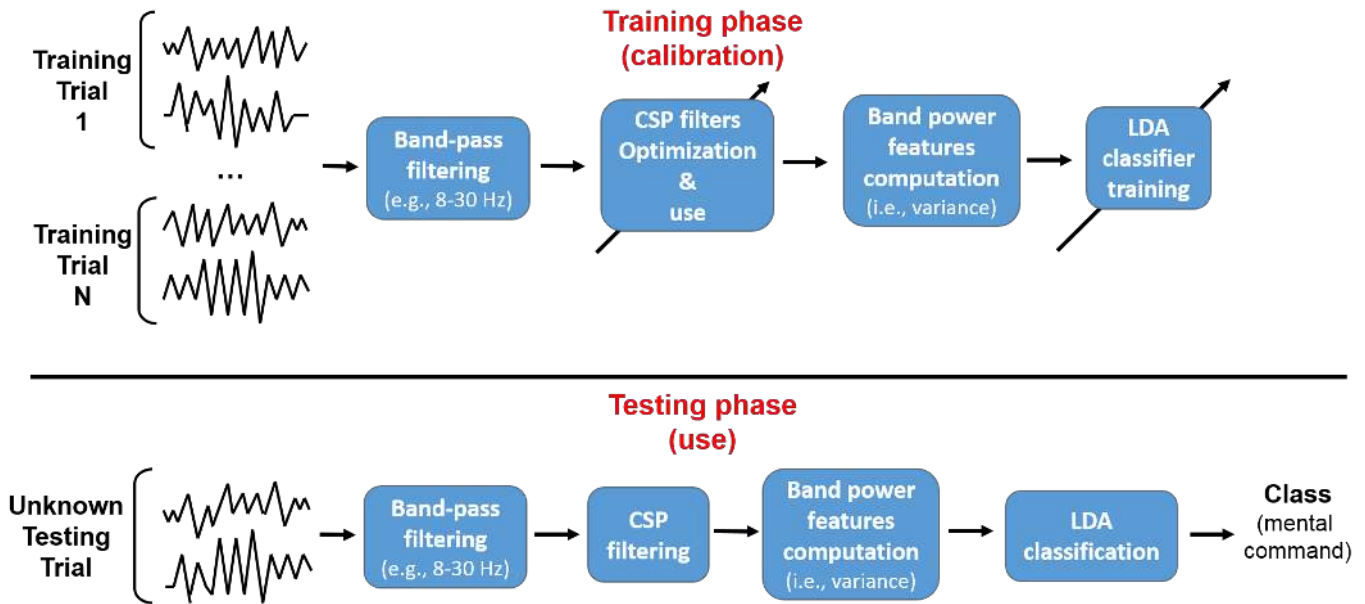 Training phase
(calibration)
Training
Trial
1
...
Training
Trial
N
Band-pass
filtering
(e.g., 8-30 Hz)
CSP filters
Optimization
&
use
Band power
features
computation
(i.e., variance)
LDA
classifier
training
Testing phase
(use)
Unknown
Testing
Trial
Band-pass
filtering
(e.g., 8-30 Hz)
CSP
filtering
Band power
features
computation
(i.e., variance)
LDA
classification
Class
(mental
command)